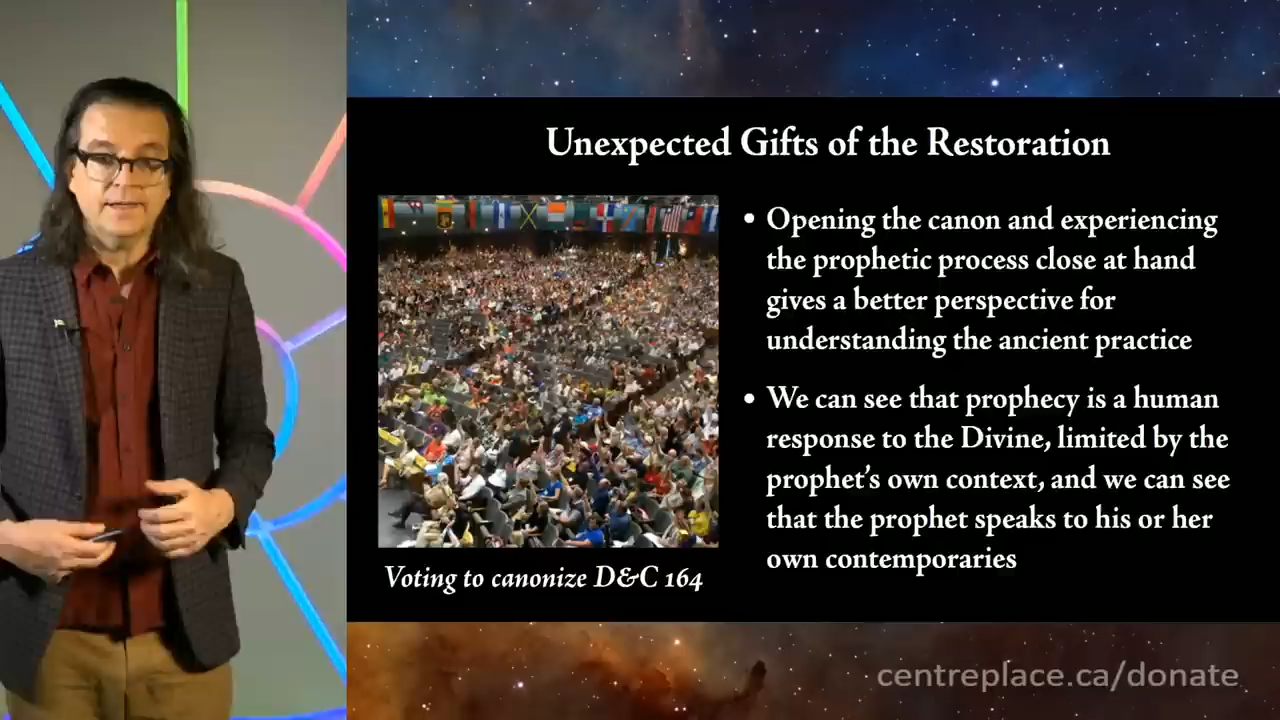 Unexpected Gifts of the Restoration
• Opening the canon and experiencing
the prophetic process close at hand
gives a better perspective for
understanding the ancient practice
• We can see that prophecy is a human
response to the Divine, limited by the
prophet's own context, and we can see
that the prophet speaks to his or her
own contemporaries
Voting to canonize D&C 164
centreplace.ca/donate